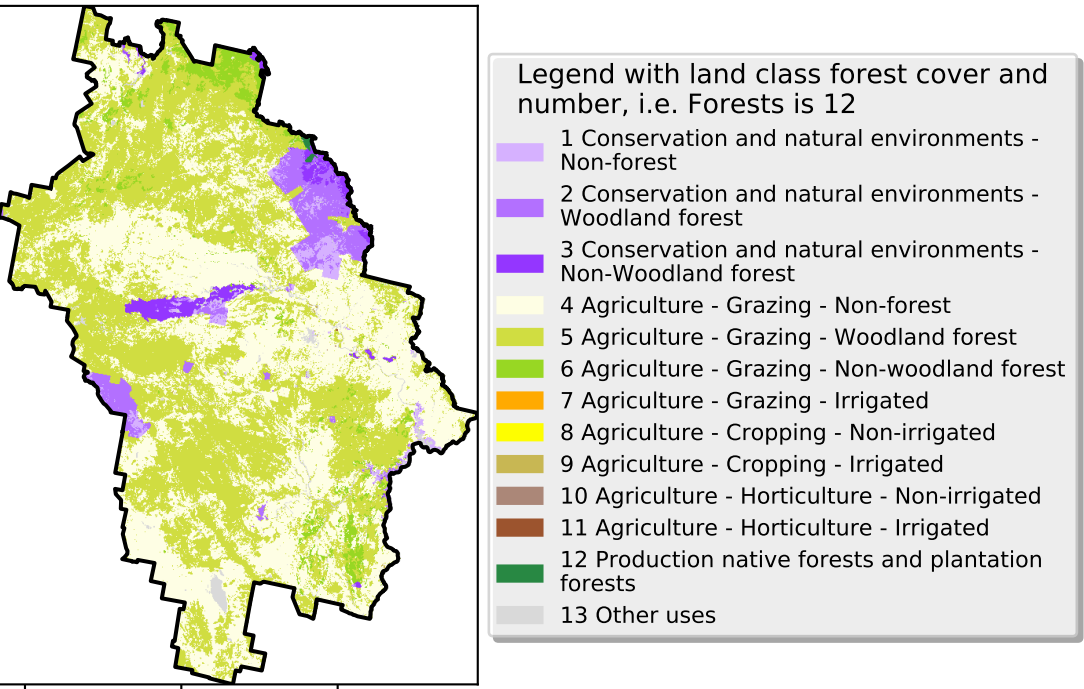 Legend with land class forest cover and
number, i.e. Forests is 12
1 Conservation and natural environments -
Non-forest
2 Conservation and natural environments -
Woodland forest
3 Conservation and natural environments -
Non-Woodland forest
4 Agriculture - Grazing - Non-forest
5 Agriculture - Grazing - Woodland forest
6 Agriculture - Grazing - Non-woodland forest
7 Agriculture - Grazing - Irrigated
8 Agriculture - Cropping - Non-irrigated
9 Agriculture - Cropping - Irrigated
10 Agriculture - Horticulture - Non-irrigated
11 Agriculture - Horticulture - Irrigated
12 Production native forests and plantation
forests
13 Other uses